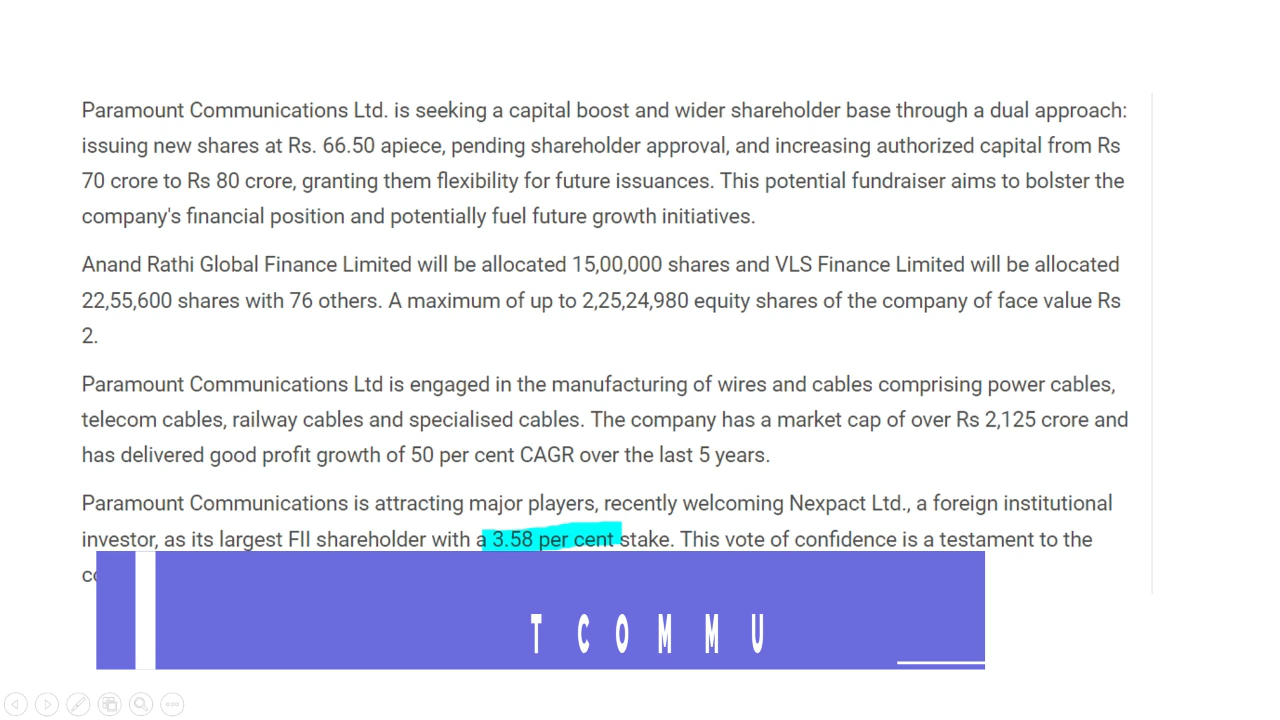 Paramount Communications Ltd. is seeking a capital boost and wider shareholder base through a dual approach:
issuing new shares at Rs. 66.50 apiece, pending shareholder approval, and increasing authorized capital from Rs
70 crore to Rs 80 crore, granting them flexibility for future issuances. This potential fundraiser aims to bolster the
company's financial position and potentially fuel future growth initiatives.
Anand Rathi Global Finance Limited will be allocated 15,00,000 shares and VLS Finance Limited will be allocated
22,55,600 shares with 76 others. A maximum of up to 2,25,24,980 equity shares of the company of face value Rs
2.
Paramount Communications Ltd is engaged in the manufacturing of wires and cables comprising power cables,
telecom cables, railway cables and specialised cables. The company has a market cap of over Rs 2,125 crore and
has delivered good profit growth of 50 per cent CAGR over the last 5 years.
Paramount Communications is attracting major players, recently welcoming Nexpact Ltd., a foreign institutional
investor, as its largest FII shareholder with a 3.58 per cent stake. This vote of confidence is a testament to the
T COMMU